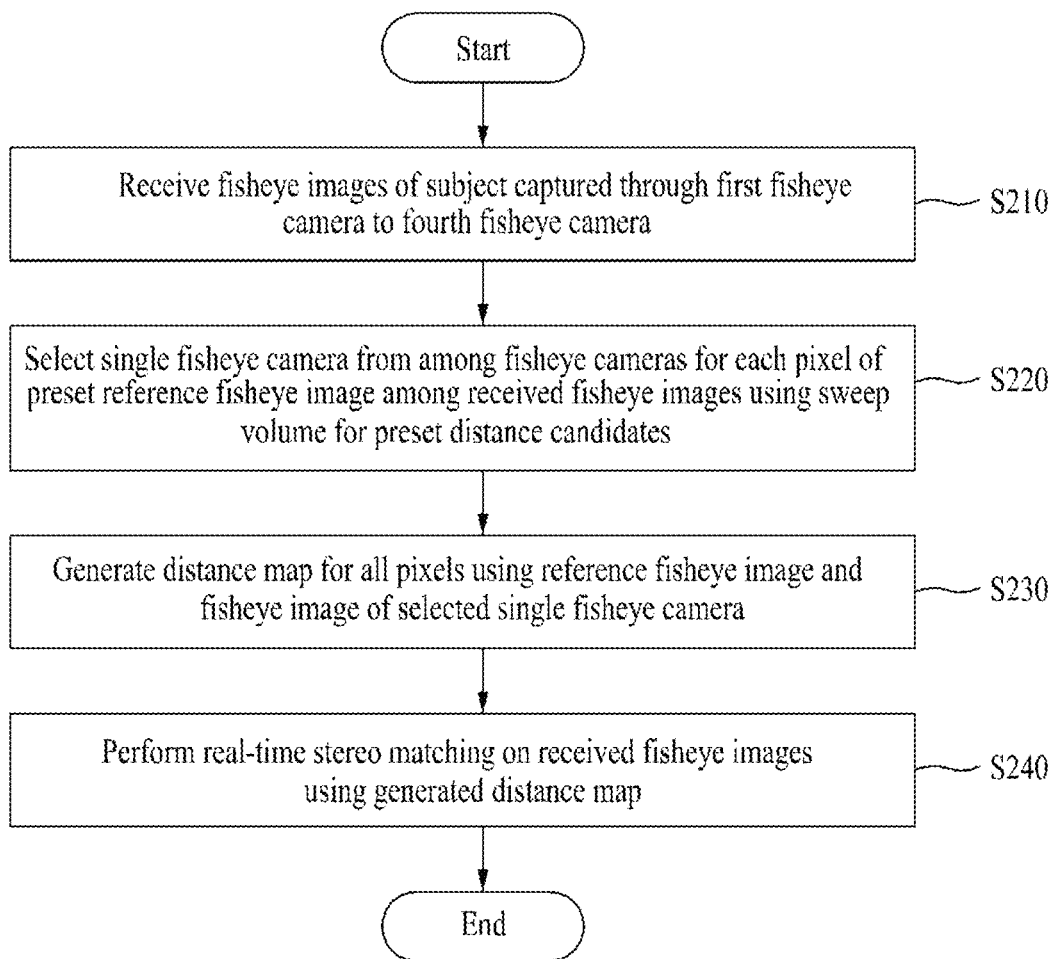 Start
Receive fisheye images of subject captured through first fisheye
camera to fourth fisheye camera
S210
Select single fisheye camera from among fisheye cameras for each pixel of
preset reference fisheye image among received fisheye images using sweep
volume for preset distance candidates
S220
Generate distance map for all pixels using reference fisheye image and
fisheye image of selected single fisheye camera
S230
Perform real-time stereo matching on received fisheye images
using generated distance map
S240
End